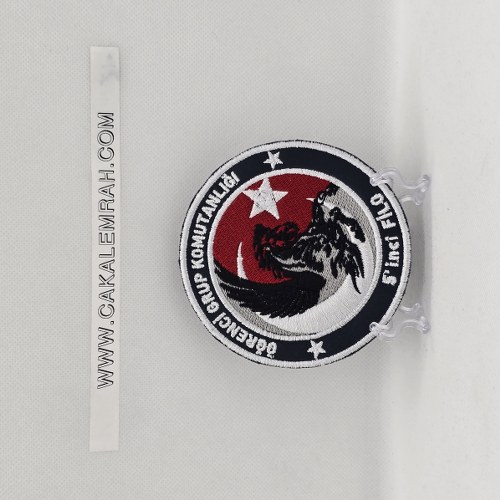 WWW.CAKALEMRAH.COM
ÖĞRENCİ GRUP KOMUTANLIĞI
5'inci FİLO